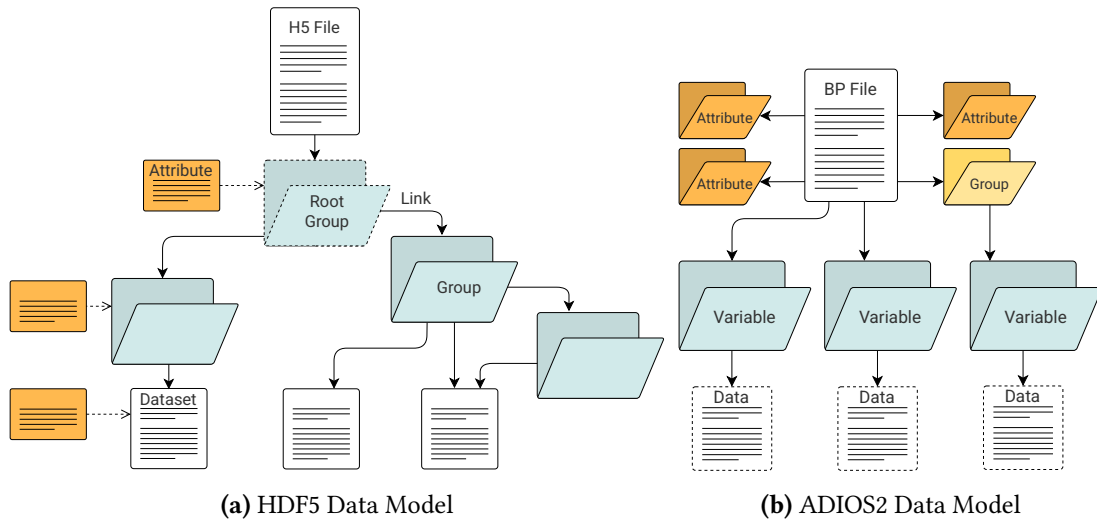 H5 File
Attribute
Root
Group
Link
Group
Dataset
(a) HDF5 Data Model
BP File
Attribute
Attribute
Attribute
Group
Variable
Variable
Variable
Data
Data
Data
(b) ADIOS2 Data Model